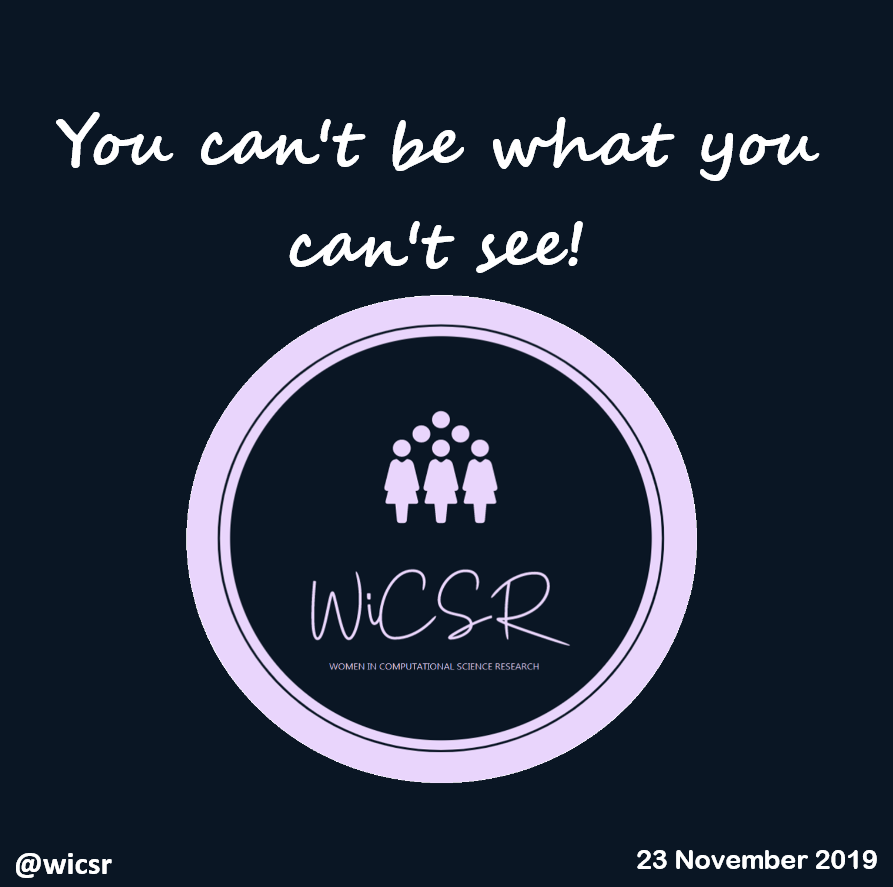 You can't be what you
can't see!
WiCSR
WOMEN IN COMPUTATIONAL SCIENCE RESEARCH
@wicsr
23 November 2019